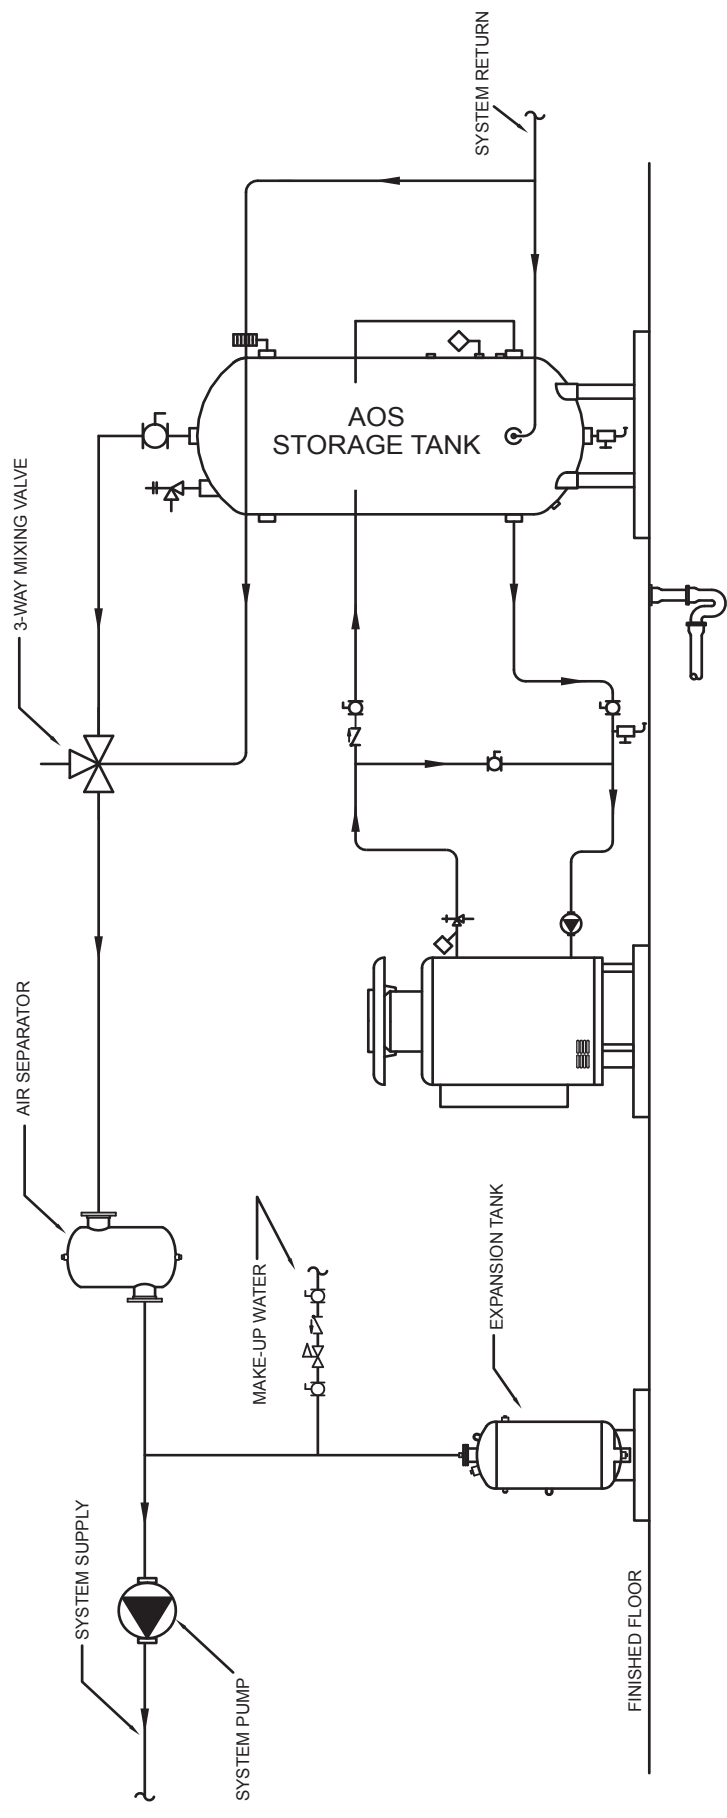 SYSTEM RETURN
3-WAY MIXING VALVE
AOS
STORAGE TANK
AIR SEPARATOR
MAKE-UP WATER
EXPANSION TANK
SYSTEM SUPPLY
SYSTEM PUMP
FINISHED FLOOR